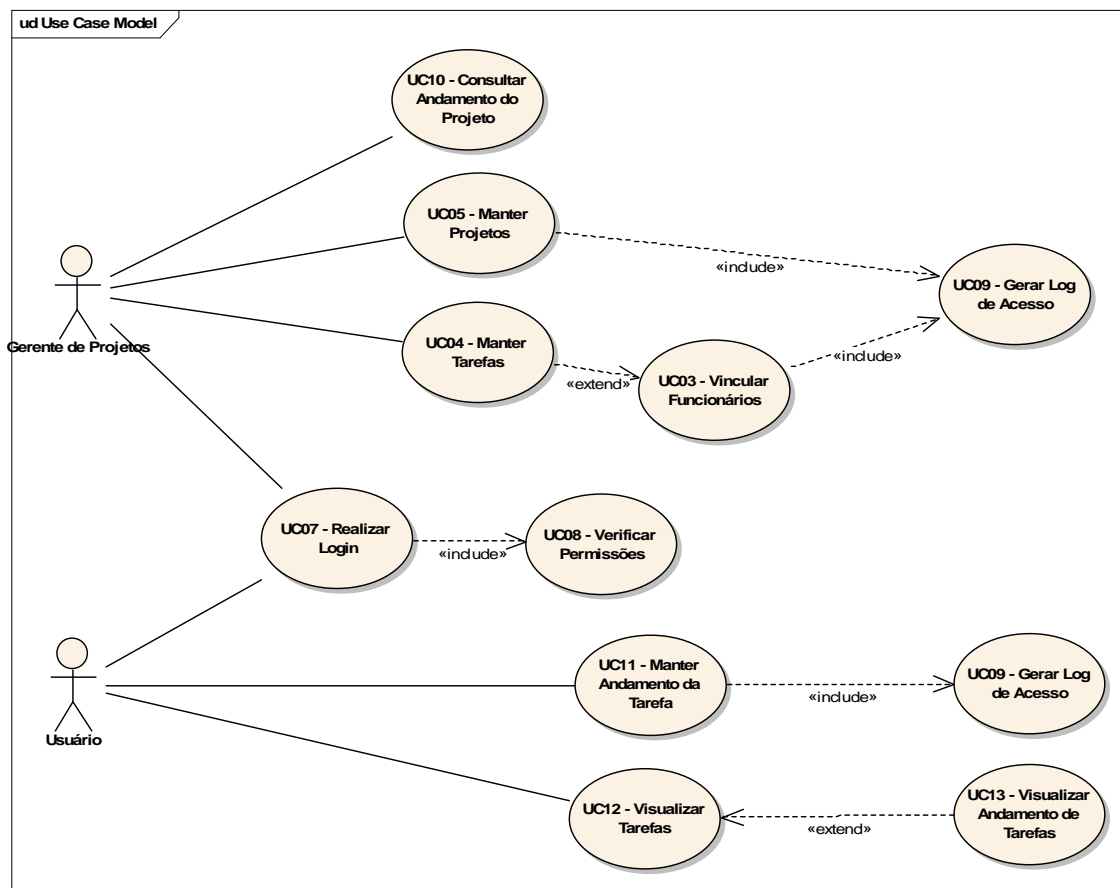 ud Use Case Model
UC10 - Consultar
Andamento do
Projeto
UC05 - Manter
Projetos
«include»
UC09 - Gerar Log
de Acesso
Gerente de Projetos
UC04 - Manter
Tarefas
«extend»
UC03 - Vincular
Funcionários
«include»
UC07 - Realizar
Login
«include»
UC08 - Verificar
Permissões
Usuário
UC11 - Manter
Andamento da
Tarefa
«include»
UC09 - Gerar Log
de Acesso
UC12 - Visualizar
Tarefas
«extend»
UC13 - Visualizar
Andamento de
Tarefas